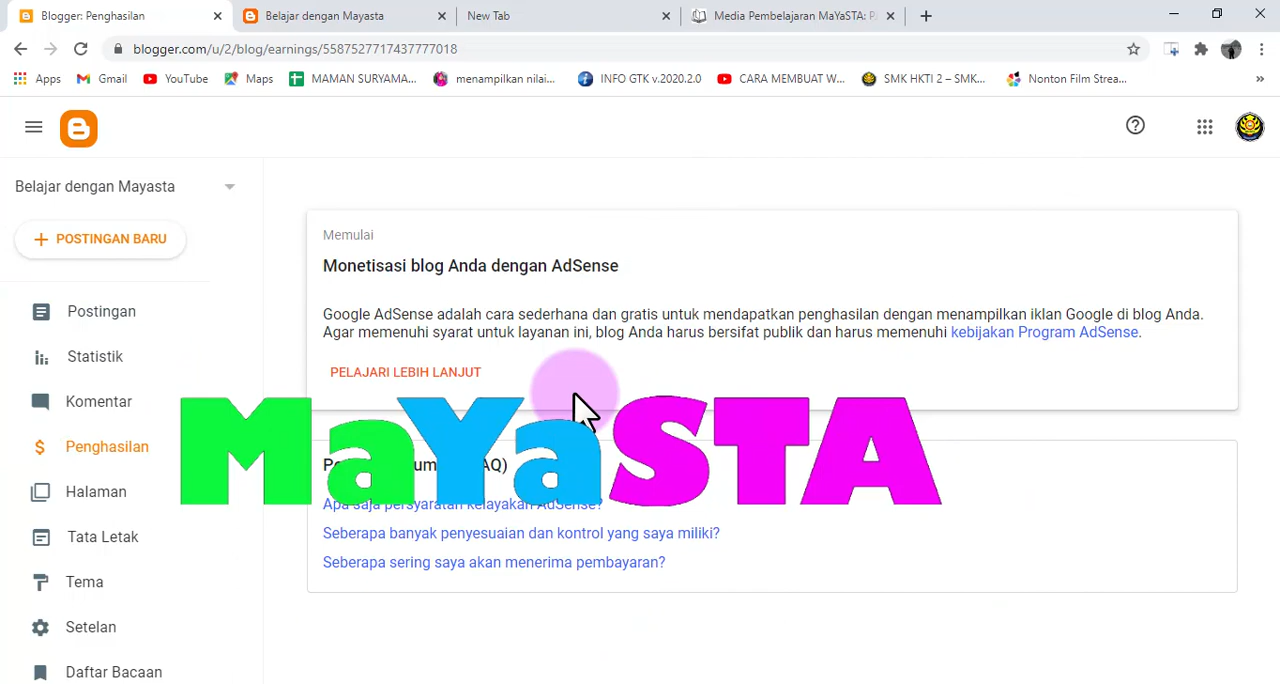 Blogger: Penghasilan
Belajar dengan Mayasta
New Tab
Media Pembelajaran MaYaSTA:
blogger.com/u/2/blog/earnings/5587527717437777018
Apps
Gmail
YouTube
Maps
MAMAN SURYAMA...
menampilkan nilai...
INFO GTK v.2020.2.0
CARA MEMBUAT W...
SMK HKTI 2 – SMK...
Nonton Film Strea...
»
Belajar dengan Mayasta
+ POSTINGAN BARU
Postingan
Statistik
Komentar
Penghasilan
Halaman
Tata Letak
Tema
Setelan
Daftar Bacaan
Memulai
Monetisasi blog Anda dengan AdSense
Google AdSense adalah cara sederhana dan gratis untuk mendapatkan penghasilan dengan menampilkan iklan Google di blog Anda.
Agar memenuhi syarat untuk layanan ini, blog Anda harus bersifat publik dan harus memenuhi kebijakan Program AdSense.
PELAJARI LEBIH LANJUT
MaYaSTA
Apa saja persyaratan kelayakan AdSense?
Seberapa banyak penyesuaian dan kontrol yang saya miliki?
Seberapa sering saya akan menerima pembayaran?